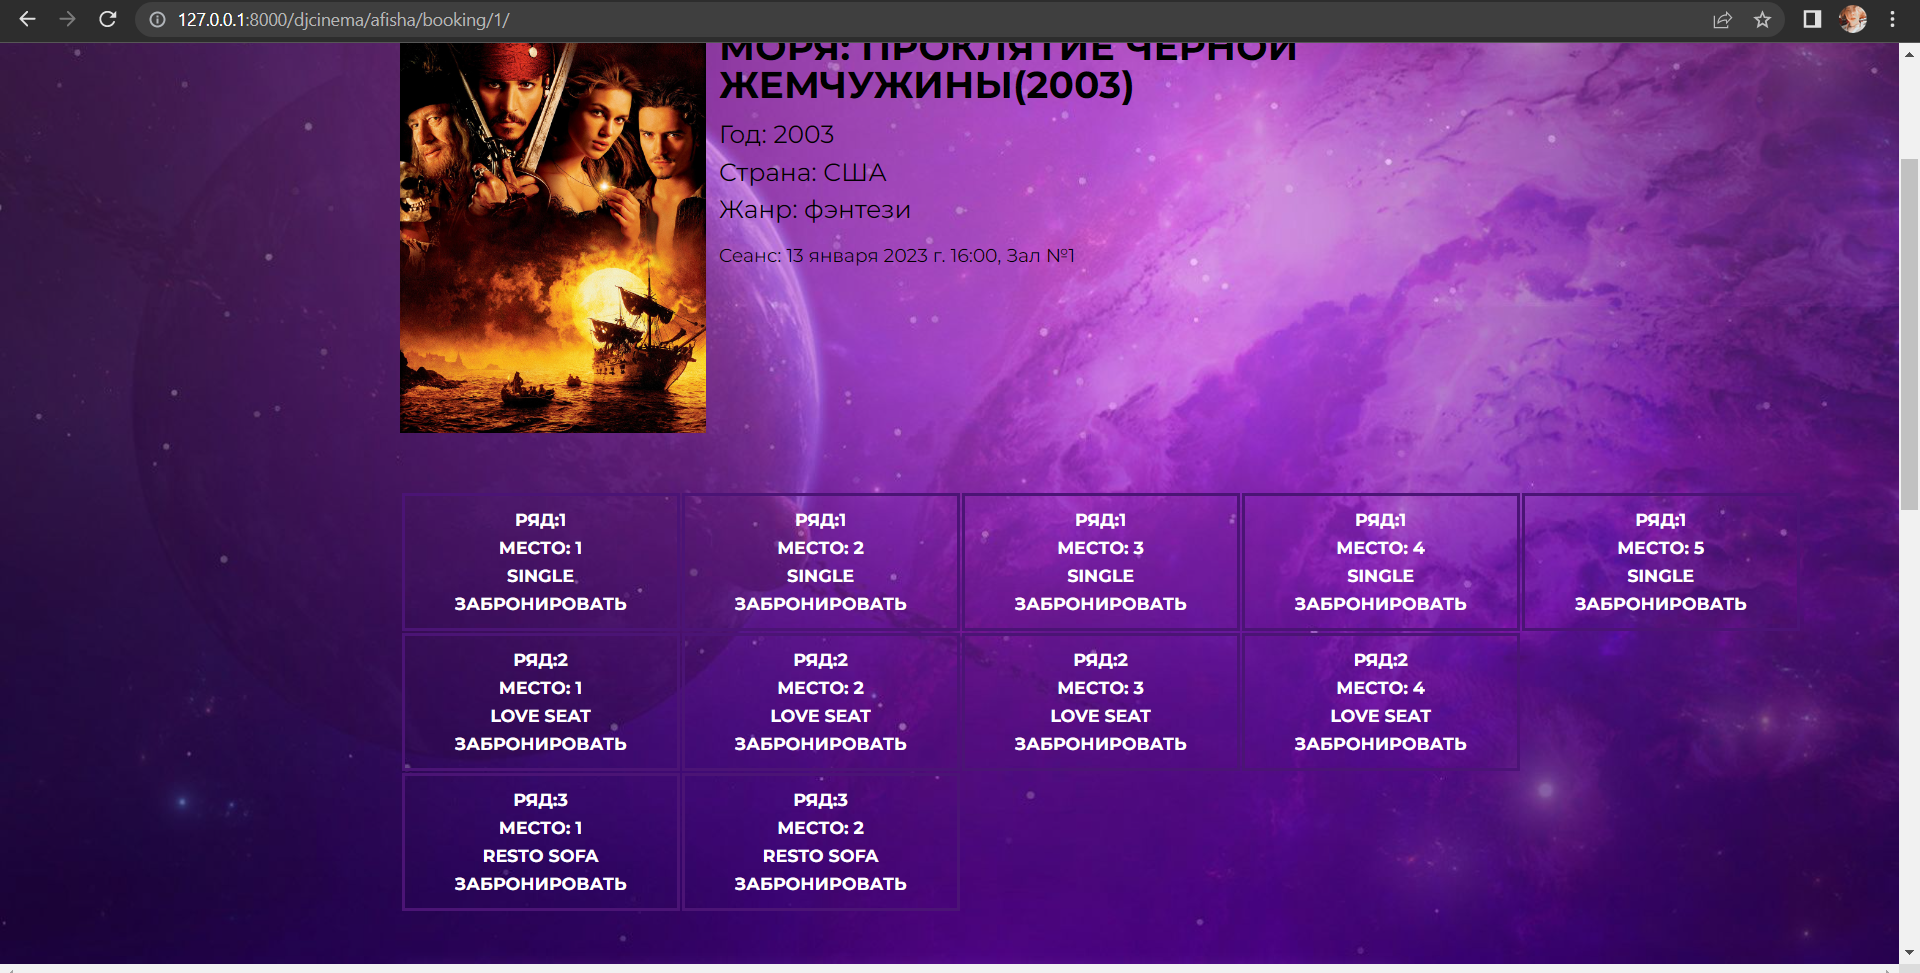 127.0.0.1:8000/djcinema/afisha/booking/1/
МОРЯ: ПРОКЛЯТИЕ ЧЕРНОЙ
ЖЕМЧУЖИНЫ(2003)
Год: 2003
Страна: США
Жанр: фэнтези
Сеанс: 13 января 2023 г. 16:00, Зал №1
РЯД:1 РЯД:1 РЯД:1 РЯД:1 РЯД:1
МЕСТО: 1 МЕСТО: 2 МЕСТО: 3 МЕСТО: 4 МЕСТО: 5
SINGLE SINGLE SINGLE SINGLE SINGLE
ЗАБРОНИРОВАТЬ ЗАБРОНИРОВАТЬ ЗАБРОНИРОВАТЬ ЗАБРОНИРОВАТЬ ЗАБРОНИРОВАТЬ
РЯД:2 РЯД:2 РЯД:2 РЯД:2
МЕСТО: 1 МЕСТО: 2 МЕСТО: 3 МЕСТО: 4
LOVE SEAT LOVE SEAT LOVE SEAT LOVE SEAT
ЗАБРОНИРОВАТЬ ЗАБРОНИРОВАТЬ ЗАБРОНИРОВАТЬ ЗАБРОНИРОВАТЬ
РЯД:3 РЯД:3
МЕСТО: 1 МЕСТО: 2
RESTO SOFA RESTO SOFA
ЗАБРОНИРОВАТЬ ЗАБРОНИРОВАТЬ